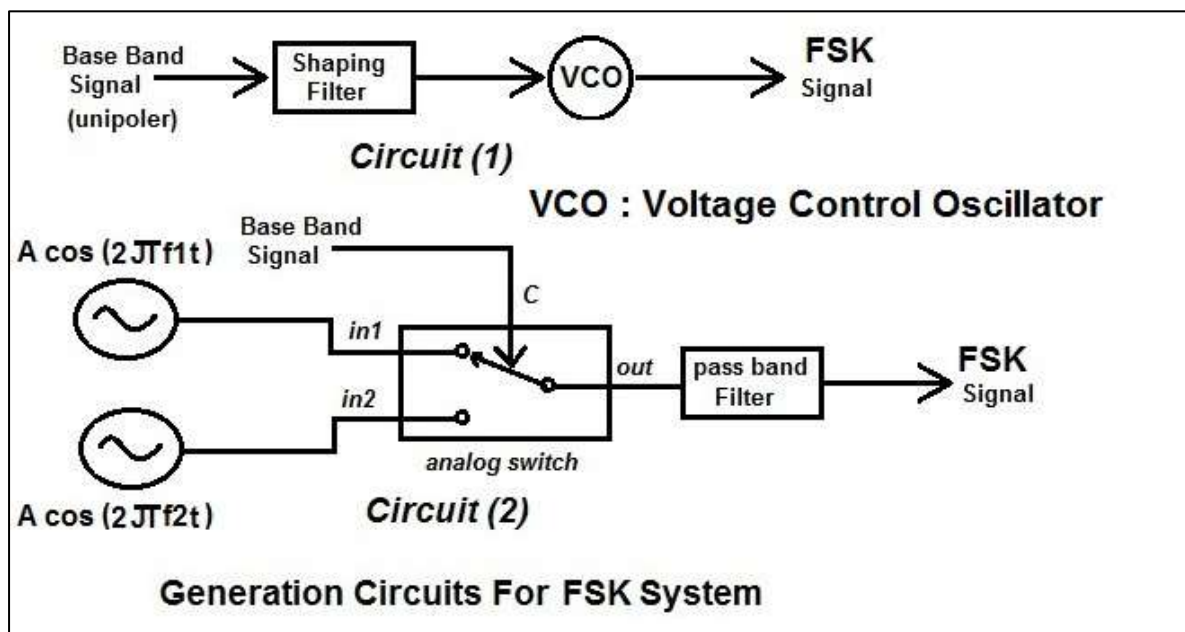 Base Band
Signal
(unipoler)
Shaping
Filter
VCO
FSK
Signal
Circuit (1)
VCO : Voltage Control Oscillator
Base Band
Signal
A cos (2JTf1t)
C
in1
in2
out
pass band
Filter
FSK
Signal
analog switch
A cos (2JTf2t)
Circuit (2)
Generation Circuits For FSK System